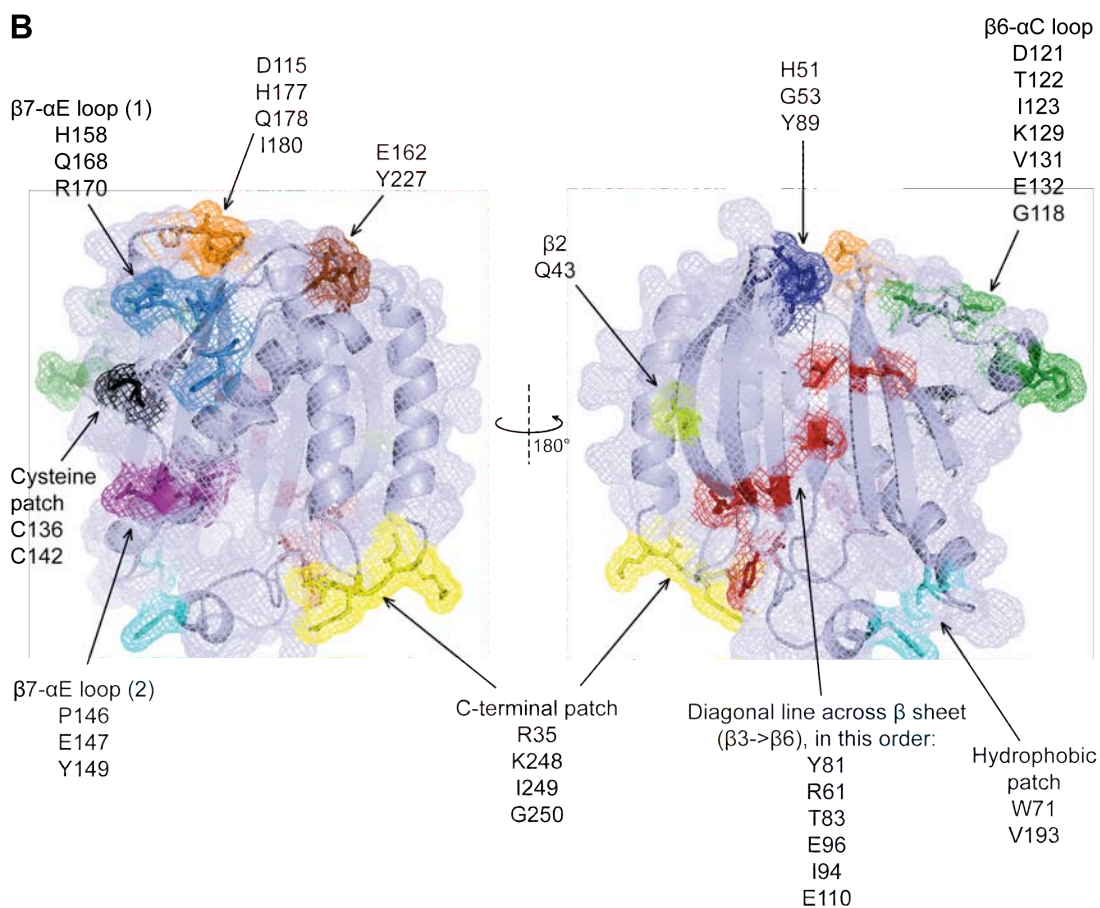 B
β7-αE loop (1)
H158
Q168
R170
D115
H177
Q178
I180
E162
Y227
H51
G53
Y89
β6-αC loop
D121
T122
I123
K129
V131
E132
G118
β2
Q43
180°
Cysteine
patch
C136
C142
β7-αE loop (2)
P146
E147
Y149
C-terminal patch
R35
K248
I249
G250
Diagonal line across β sheet
(β3->β6), in this order:
Y81
R61
T83
E96
I94
E110
Hydrophobic
patch
W71
V193